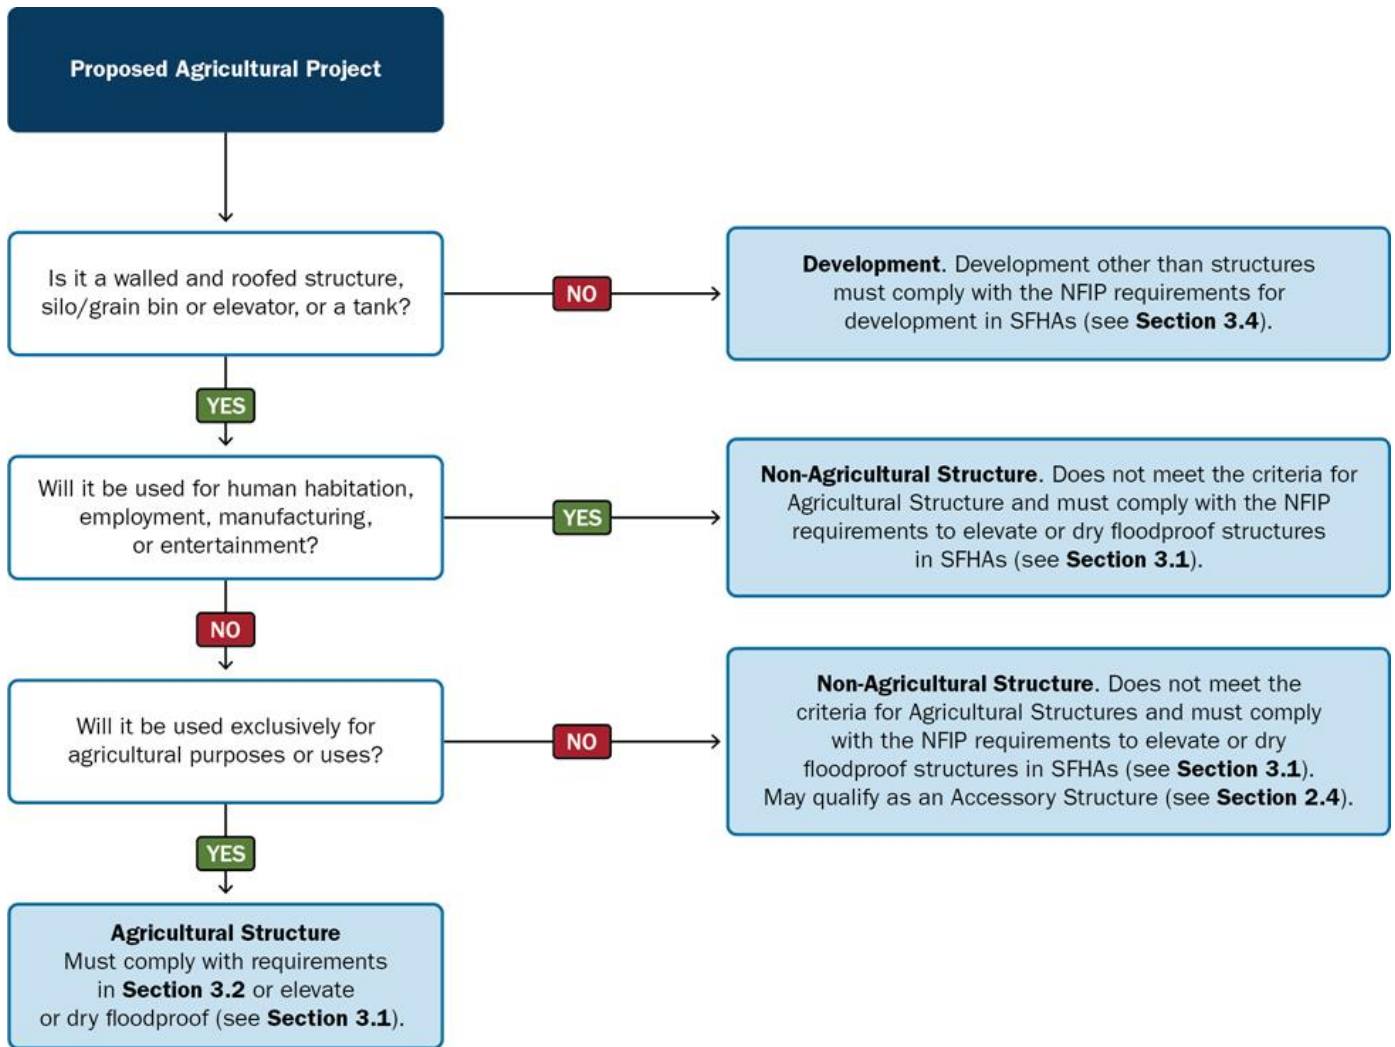 Proposed Agricultural Project
Is it a walled and roofed structure,
silo/grain bin or elevator, or a tank?
NO
Development. Development other than structures
must comply with the NFIP requirements for
development in SFHAs (see Section 3.4).
YES
Will it be used for human habitation,
employment, manufacturing,
or entertainment?
YES
Non-Agricultural Structure. Does not meet the criteria for
Agricultural Structure and must comply with the NFIP
requirements to elevate or dry floodproof structures
in SFHAs (see Section 3.1).
NO
Will it be used exclusively for
agricultural purposes or uses?
NO
Non-Agricultural Structure. Does not meet the
criteria for Agricultural Structures and must comply
with the NFIP requirements to elevate or dry
floodproof structures in SFHAs (see Section 3.1).
May qualify as an Accessory Structure (see Section 2.4).
YES
Agricultural Structure
Must comply with requirements
in Section 3.2 or elevate
or dry floodproof (see Section 3.1).